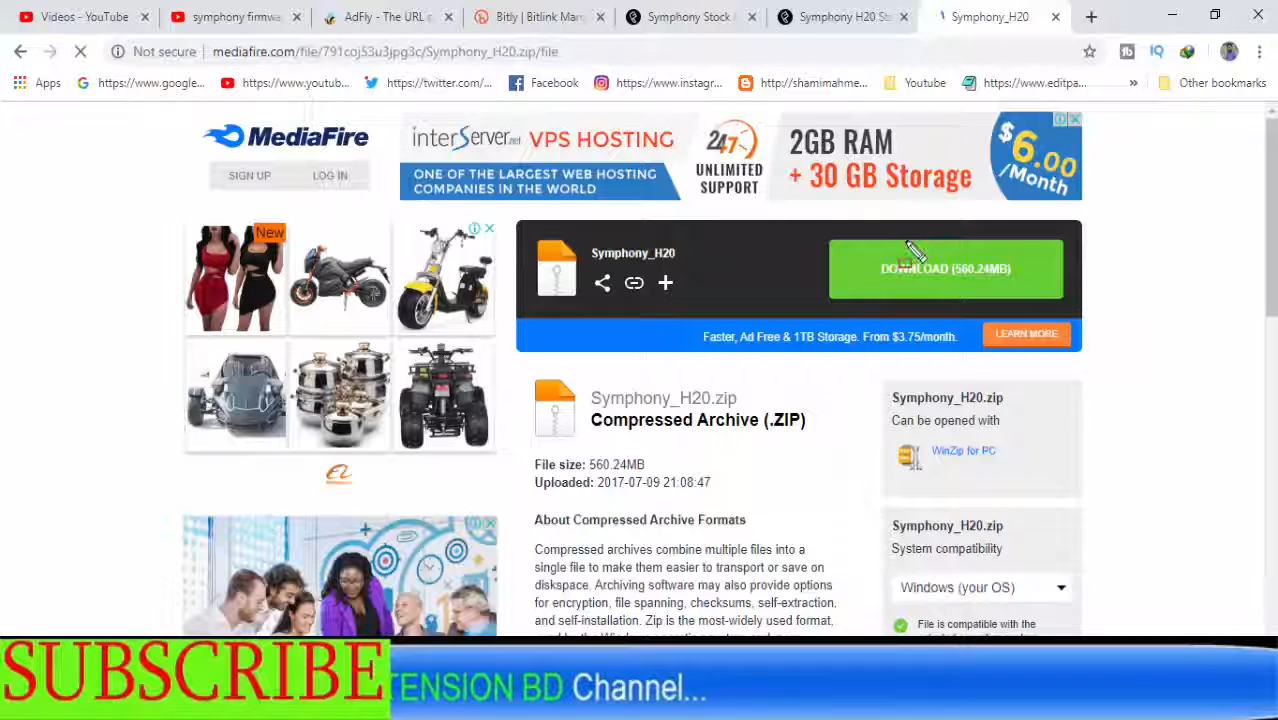 Videos - YouTube
symphony firmwa
AdFly - The URL s
Bitly | Bitlink Man
Symphony Stock
Symphony H20 St
Symphony_H20
Not secure | mediafire.com/file/791coj53u3jpg3c/Symphony_H20.zip/file
Apps
https://www.google...
https://www.youtub...
https://twitter.com/...
Facebook
https://www.instagr...
http://shamimahme...
Youtube
https://www.editpa...
Other bookmarks
MediaFire
SIGN UP
LOG IN
interServer.net VPS HOSTING
ONE OF THE LARGEST WEB HOSTING
COMPANIES IN THE WORLD
24/7
UNLIMITED
SUPPORT
2GB RAM
+ 30 GB Storage
$6.00
/Month
New
Symphony_H20
DOWNLOAD (560.24MB)
Faster, Ad Free & 1TB Storage. From $3.75/month.
LEARN MORE
Symphony_H20.zip
Compressed Archive (.ZIP)
File size: 560.24MB
Uploaded: 2017-07-09 21:08:47
About Compressed Archive Formats
Compressed archives combine multiple files into a
single file to make them easier to transport or save on
diskspace. Archiving software may also provide options
for encryption, file spanning, checksums, self-extraction,
and self-installation. Zip is the most-widely used format,
Symphony_H20.zip
Can be opened with
WinZip for PC
Symphony_H20.zip
System compatibility
Windows (your OS)
File is compatible with the
SUBSCRIBE
TENSION BD Channel...